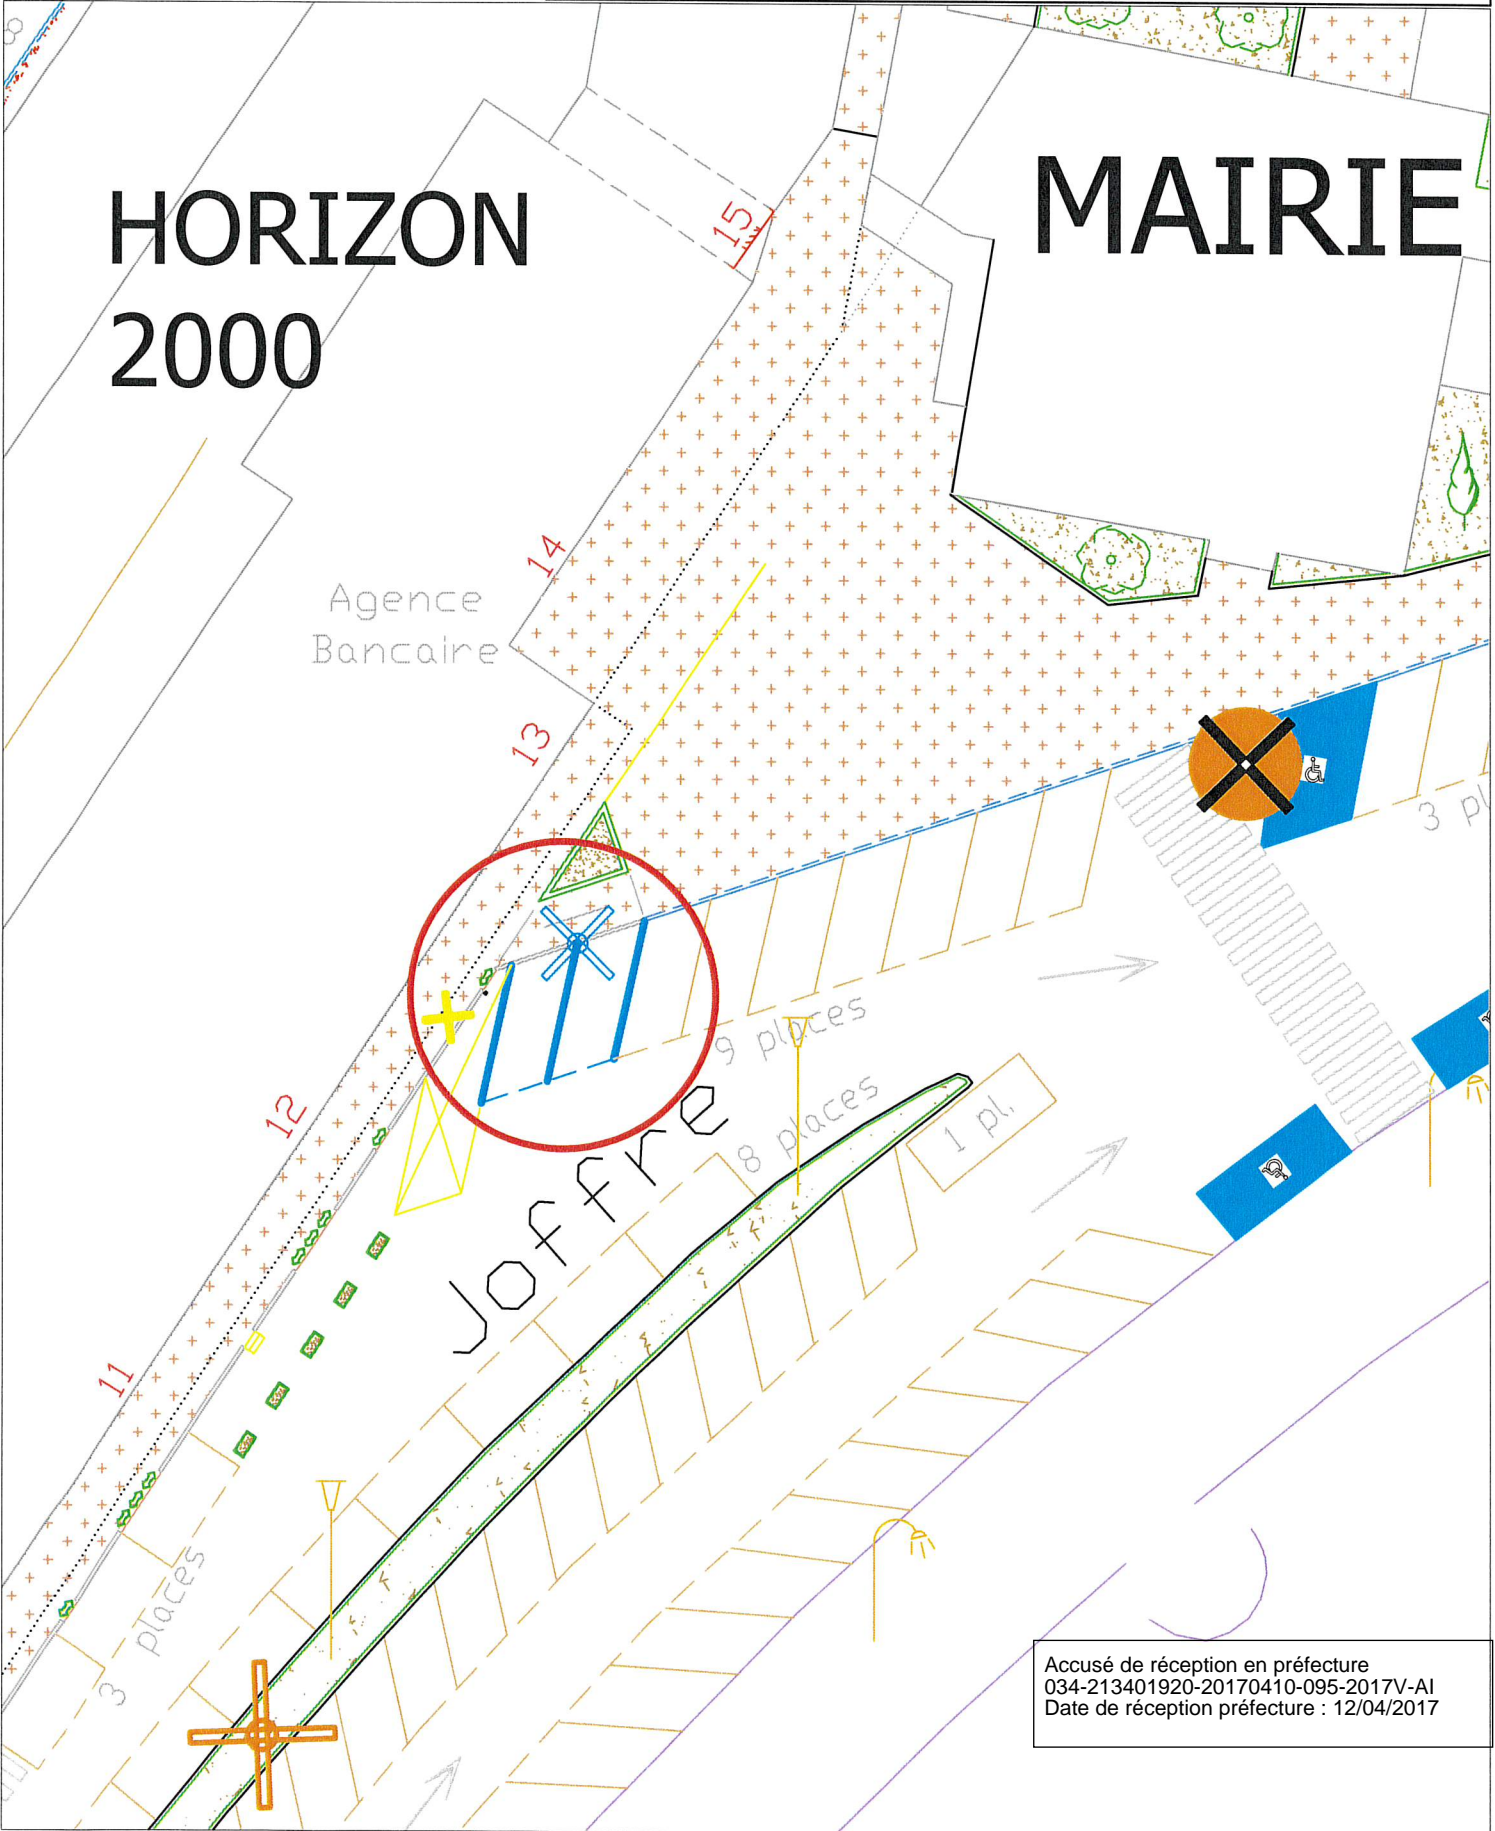 8
HORIZON
2000
MAIRIE
15
14
Agence
Bancaire
13
3 pl
9 places
12
Joffre
8 places
1 pl.
11
3 places
Accusé de réception en préfecture
034-213401920-20170410-095-2017V-AI
Date de réception préfecture : 12/04/2017